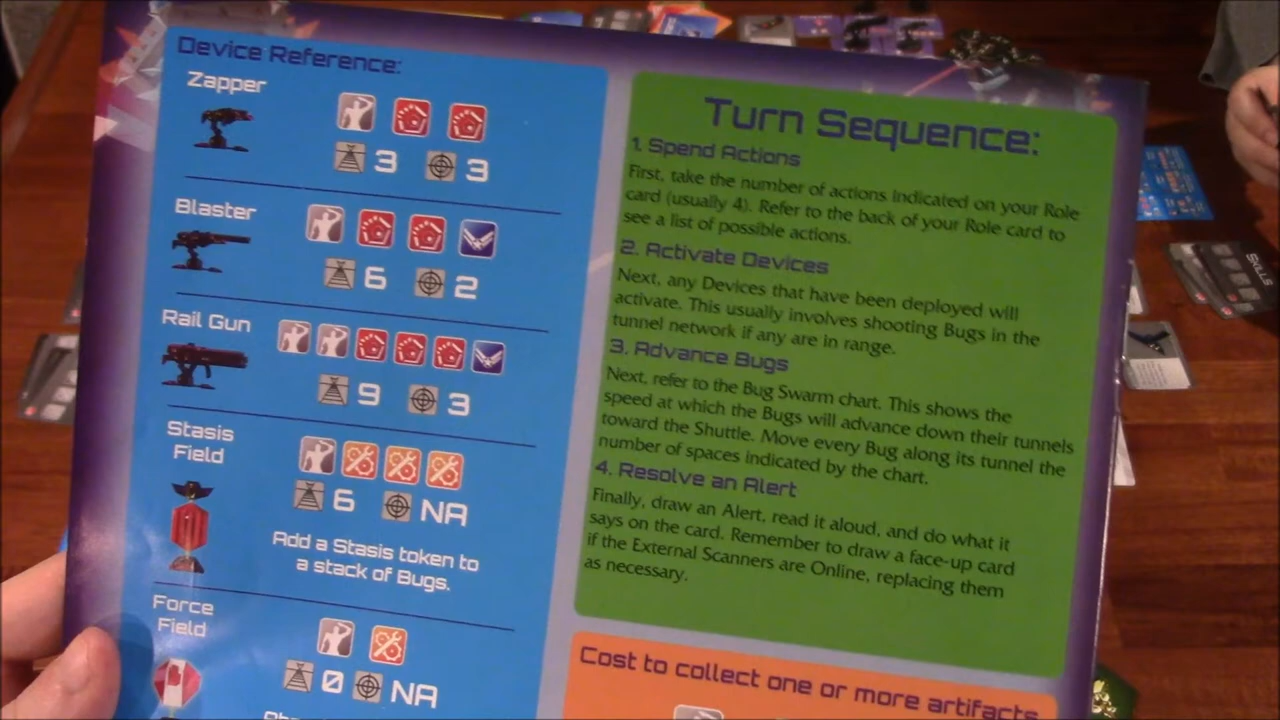 Device Reference:
Zapper
3 3
Blaster
6 2
Rail Gun
9 3
Stasis
Field
6 NA
Add a Stasis token to
a stack of Bugs.
Force
Field
0 NA
Turn Sequence:
1. Spend Actions
First, take the number of actions indicated on your Role
card (usually 4). Refer to the back of your Role card to
see a list of possible actions.
2. Activate Devices
Next, any Devices that have been deployed will
activate. This usually involves shooting Bugs in the
tunnel network if any are in range.
3. Advance Bugs
Next, refer to the Bug Swarm chart. This shows the
speed at which the Bugs will advance down their tunnels
toward the Shuttle. Move every Bug along its tunnel the
number of spaces indicated by the chart.
4. Resolve an Alert
Finally, draw an Alert, read it aloud, and do what it
says on the card. Remember to draw a face-up card
if the External Scanners are Online, replacing them
as necessary.
Cost to collect one or more artifacts
SKILLS